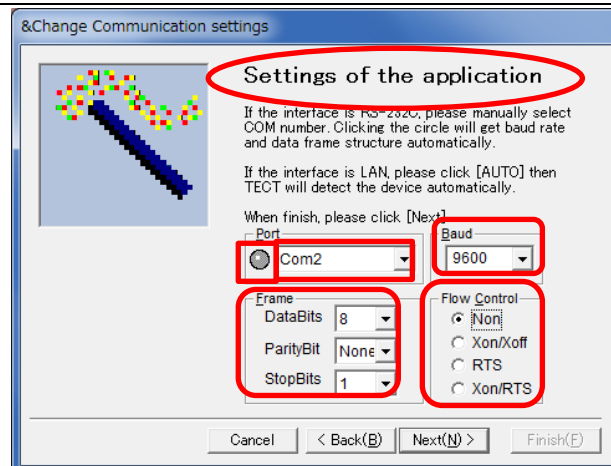 &Change Communication settings
Settings of the application
If the interface is RS-232C, please manually select
COM number. Clicking the circle will get baud rate
and data frame structure automatically.
If the interface is LAN, please click [AUTO] then
TECT will detect the device automatically.
When finish, please click [Next]
Port
Com2
Baud
9600
Frame
DataBits 8
ParityBit None
StopBits 1
Flow Control
Non
Xon/Xoff
RTS
Xon/RTS
Cancel < Back(B) Next(N) > Finish(F)